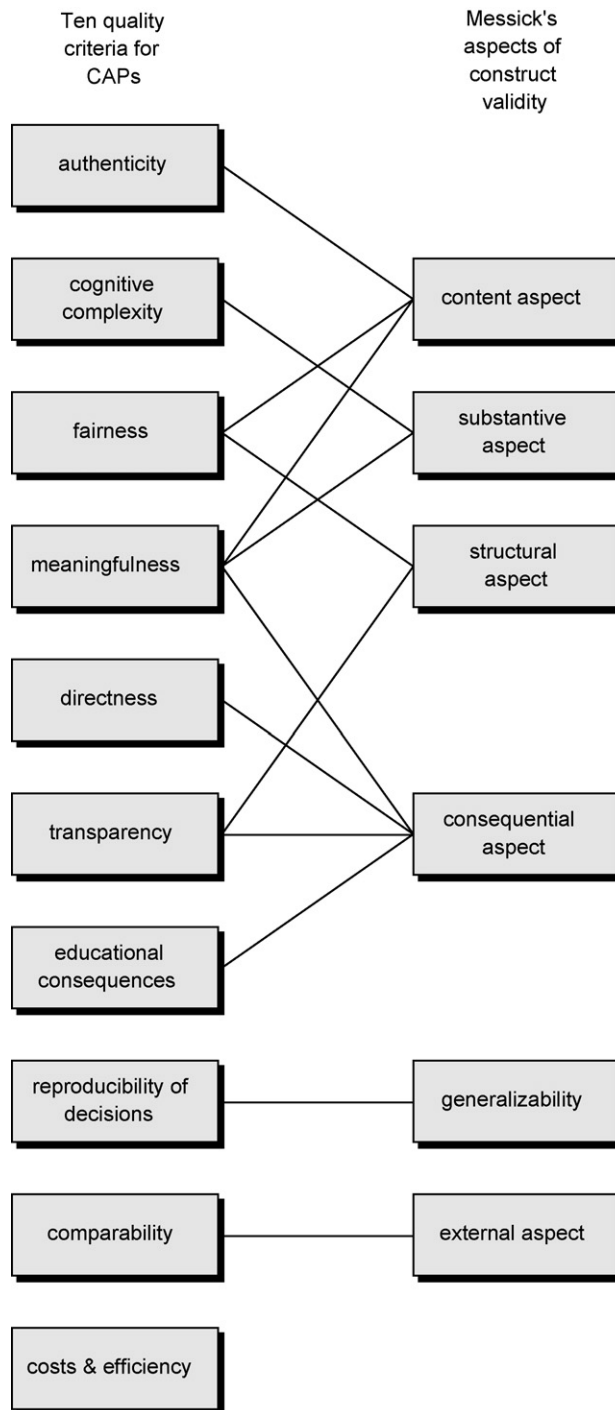 Ten quality
criteria for
CAPs
Messick's
aspects of
construct
validity
authenticity
cognitive
complexity
content aspect
fairness
substantive
aspect
meaningfulness
structural
aspect
directness
transparency
consequential
aspect
educational
consequences
reproducibility of
decisions
generalizability
comparability
external aspect
costs & efficiency